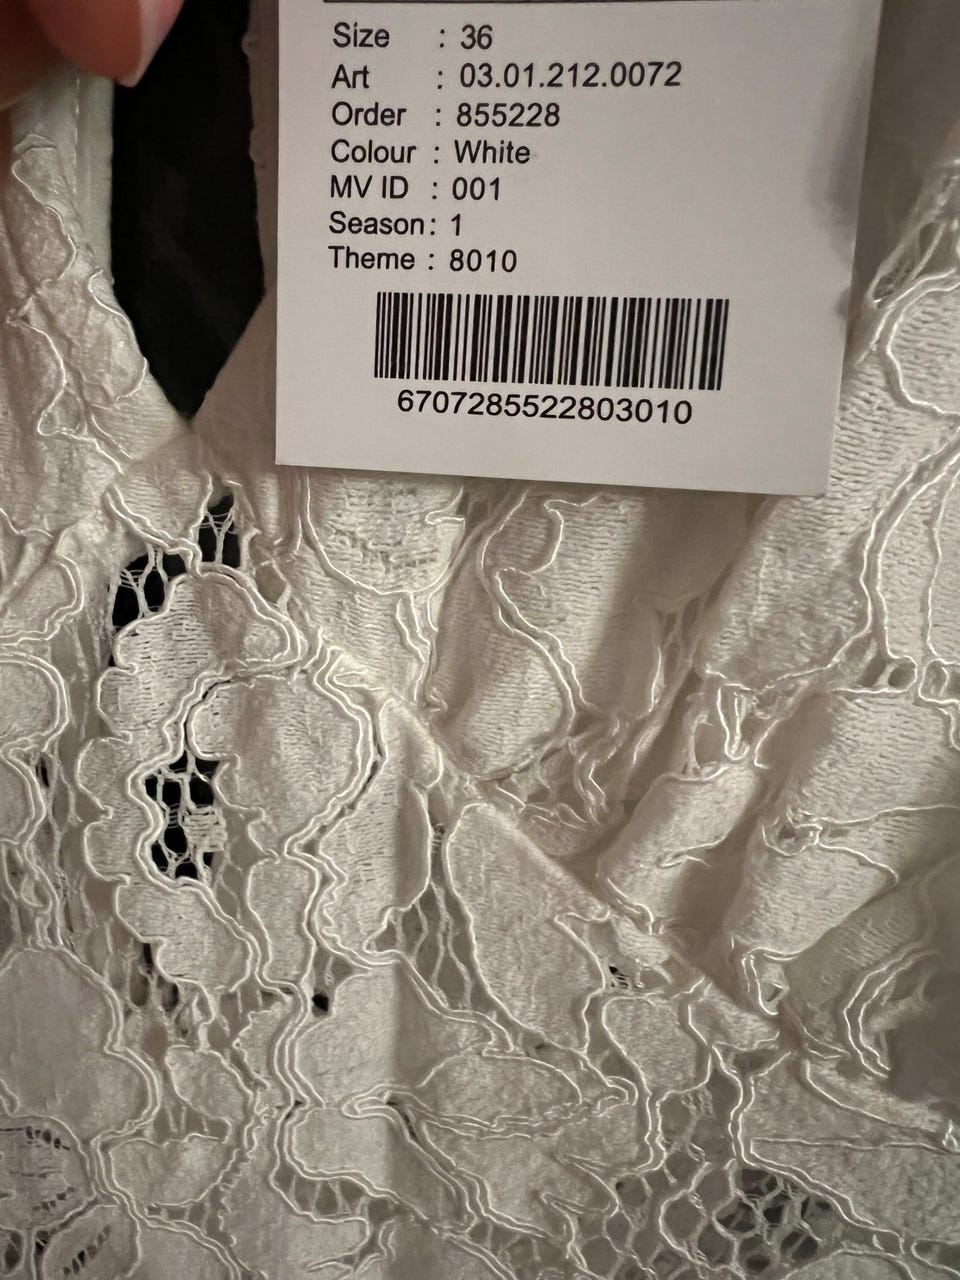 Size : 36
Art : 03.01.212.0072
Order : 855228
Colour : White
MV ID : 001
Season : 1
Theme : 8010
6707285522803010